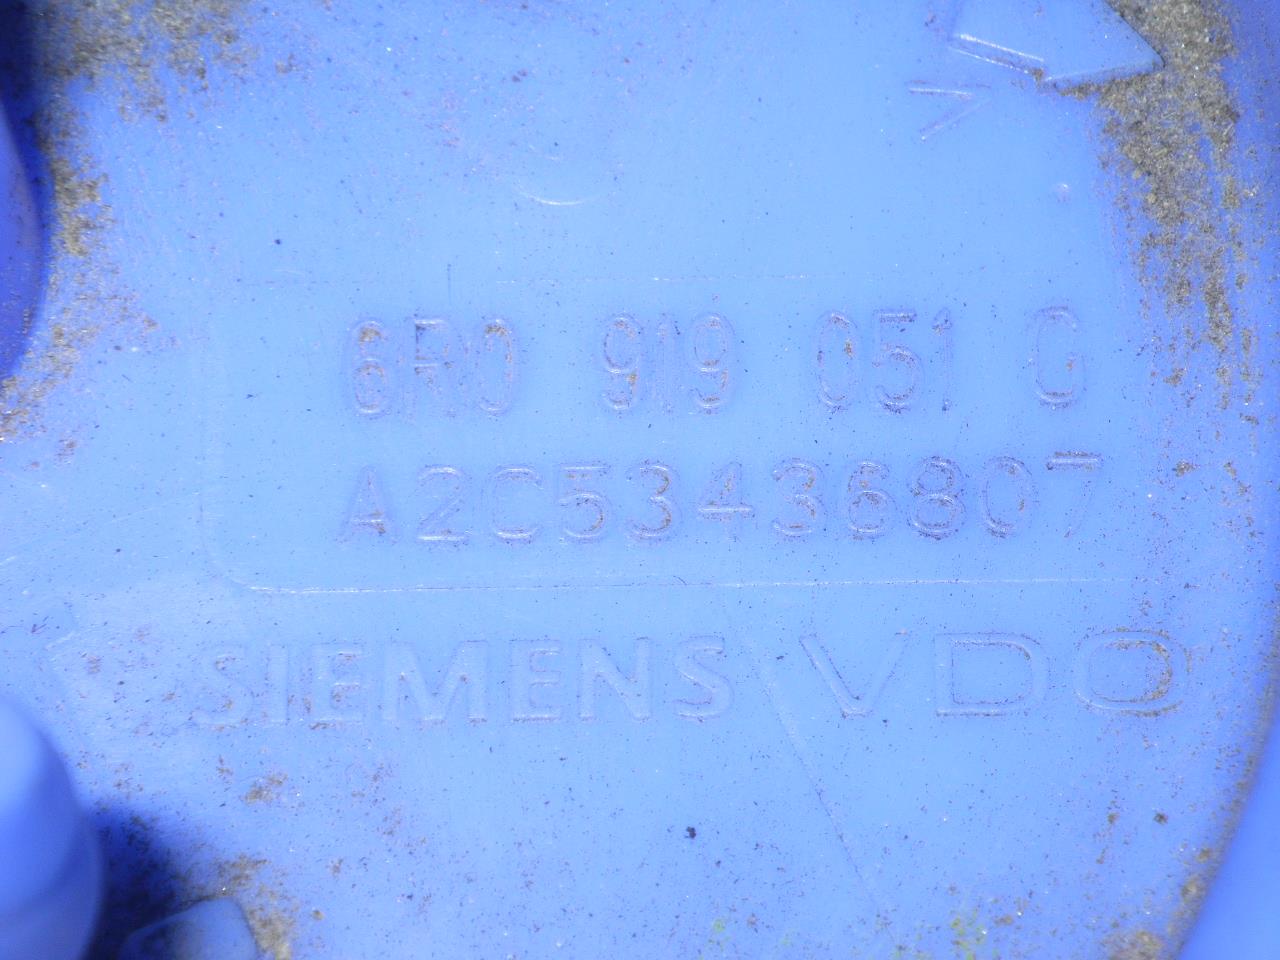 6R0 919 051 G
A2C53436807
SIEMENS VDO